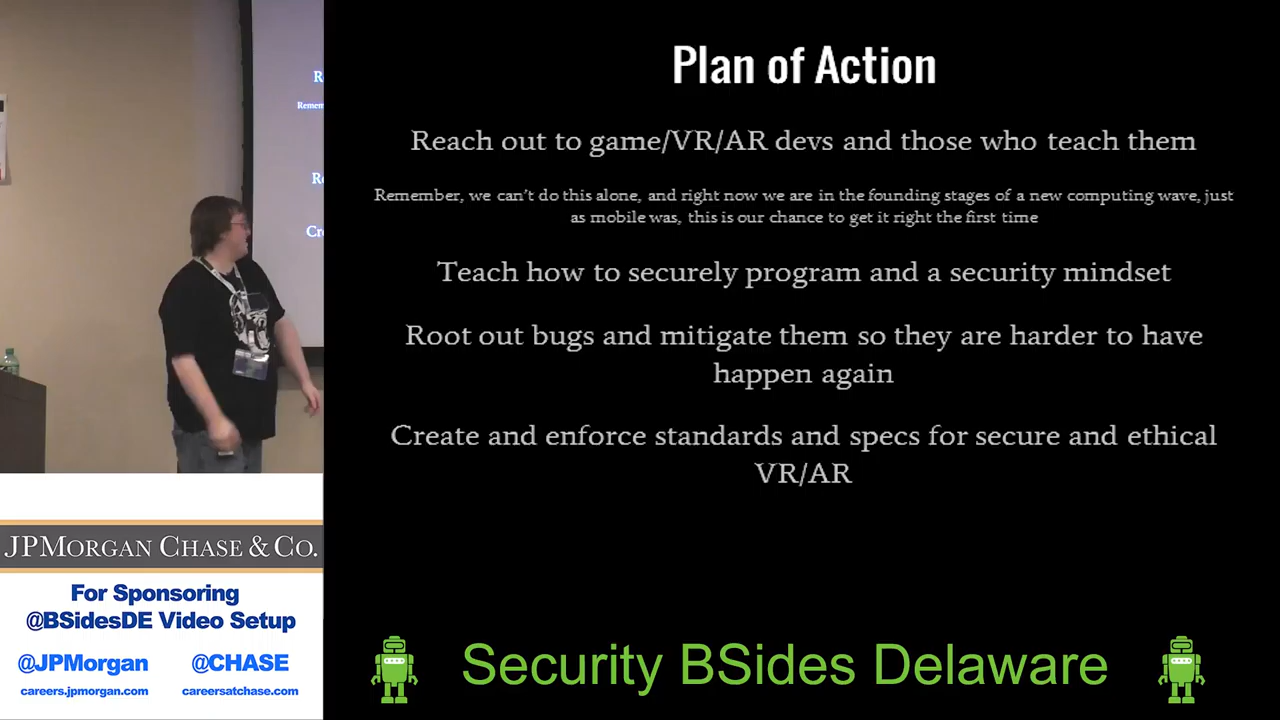 Plan of Action
Reach out to game/VR/AR devs and those who teach them
Remember, we can't do this alone, and right now we are in the founding stages of a new computing wave, just
as mobile was, this is our chance to get it right the first time
Teach how to securely program and a security mindset
Root out bugs and mitigate them so they are harder to have
happen again
Create and enforce standards and specs for secure and ethical
VR/AR
R
Remem
Re
Cre
JPMORGAN CHASE & CO.
For Sponsoring
@BSidesDE Video Setup
@JPMorgan @CHASE
careers.jpmorgan.com careersatchase.com
Security BSides Delaware